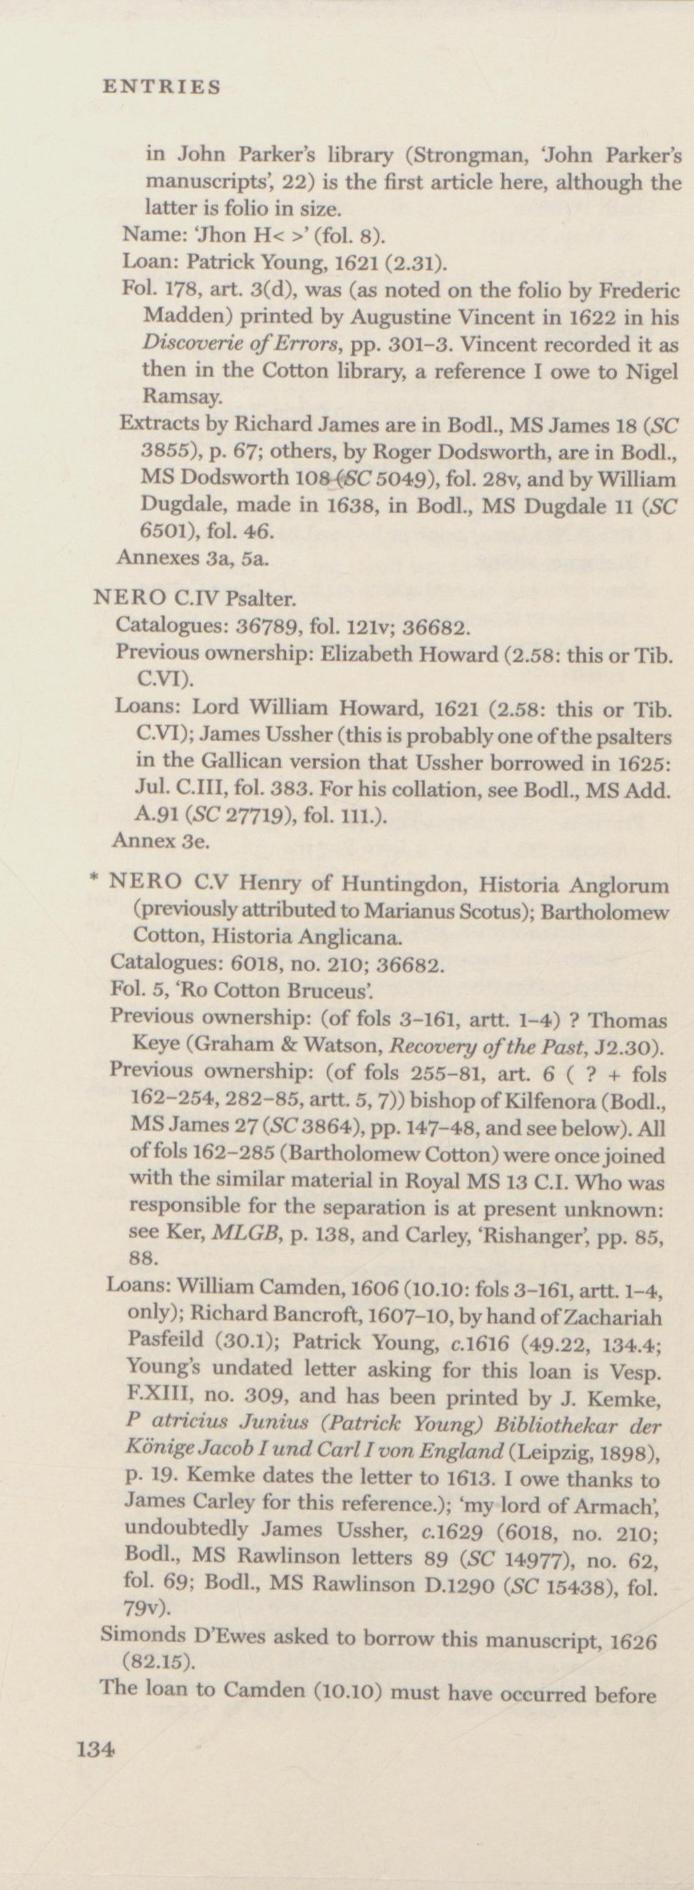 ENTRIES
in John Parker's library (Strongman, 'John Parker's
manuscripts', 22) is the first article here, although the
latter is folio in size.
Name: 'Jhon H< >' (fol. 8).
Loan: Patrick Young, 1621 (2.31).
Fol. 178, art. 3(d), was (as noted on the folio by Frederic
Madden) printed by Augustine Vincent in 1622 in his
Discoverie of Errors, pp. 301–3. Vincent recorded it as
then in the Cotton library, a reference I owe to Nigel
Ramsay.
Extracts by Richard James are in Bodl., MS James 18 (SC
3855), p. 67; others, by Roger Dodsworth, are in Bodl.,
MS Dodsworth 108 (SC 5049), fol. 28v, and by William
Dugdale, made in 1638, in Bodl., MS Dugdale 11 (SC
6501), fol. 46.
Annexes 3a, 5a.
NERO C.IV Psalter.
Catalogues: 36789, fol. 121v; 36682.
Previous ownership: Elizabeth Howard (2.58: this or Tib.
C.VI).
Loans: Lord William Howard, 1621 (2.58: this or Tib.
C.VI); James Ussher (this is probably one of the psalters
in the Gallican version that Ussher borrowed in 1625:
Jul. C.III, fol. 383. For his collation, see Bodl., MS Add.
A.91 (SC 27719), fol. 111.).
Annex 3e.
* NERO C.V Henry of Huntingdon, Historia Anglorum
(previously attributed to Marianus Scotus); Bartholomew
Cotton, Historia Anglicana.
Catalogues: 6018, no. 210; 36682.
Fol. 5, 'Ro Cotton Bruceus'.
Previous ownership: (of fols 3–161, artt. 1–4) ? Thomas
Keye (Graham & Watson, Recovery of the Past, J2.30).
Previous ownership: (of fols 255–81, art. 6 ( ? + fols
162–254, 282–85, artt. 5, 7)) bishop of Kilfenora (Bodl.,
MS James 27 (SC 3864), pp. 147–48, and see below). All
of fols 162–285 (Bartholomew Cotton) were once joined
with the similar material in Royal MS 13 C.I. Who was
responsible for the separation is at present unknown:
see Ker, MLGB, p. 138, and Carley, 'Rishanger', pp. 85,
88.
Loans: William Camden, 1606 (10.10: fols 3–161, artt. 1–4,
only); Richard Bancroft, 1607–10, by hand of Zachariah
Pasfeild (30.1); Patrick Young, c.1616 (49.22, 134.4;
Young's undated letter asking for this loan is Vesp.
F.XIII, no. 309, and has been printed by J. Kemke,
P atricius Junius (Patrick Young) Bibliothekar der
Könige Jacob I und Carl I von England (Leipzig, 1898),
p. 19. Kemke dates the letter to 1613. I owe thanks to
James Carley for this reference.); 'my lord of Armach',
undoubtedly James Ussher, c.1629 (6018, no. 210;
Bodl., MS Rawlinson letters 89 (SC 14977), no. 62,
fol. 69; Bodl., MS Rawlinson D.1290 (SC 15438), fol.
79v).
Simonds D'Ewes asked to borrow this manuscript, 1626
(82.15).
The loan to Camden (10.10) must have occurred before
134